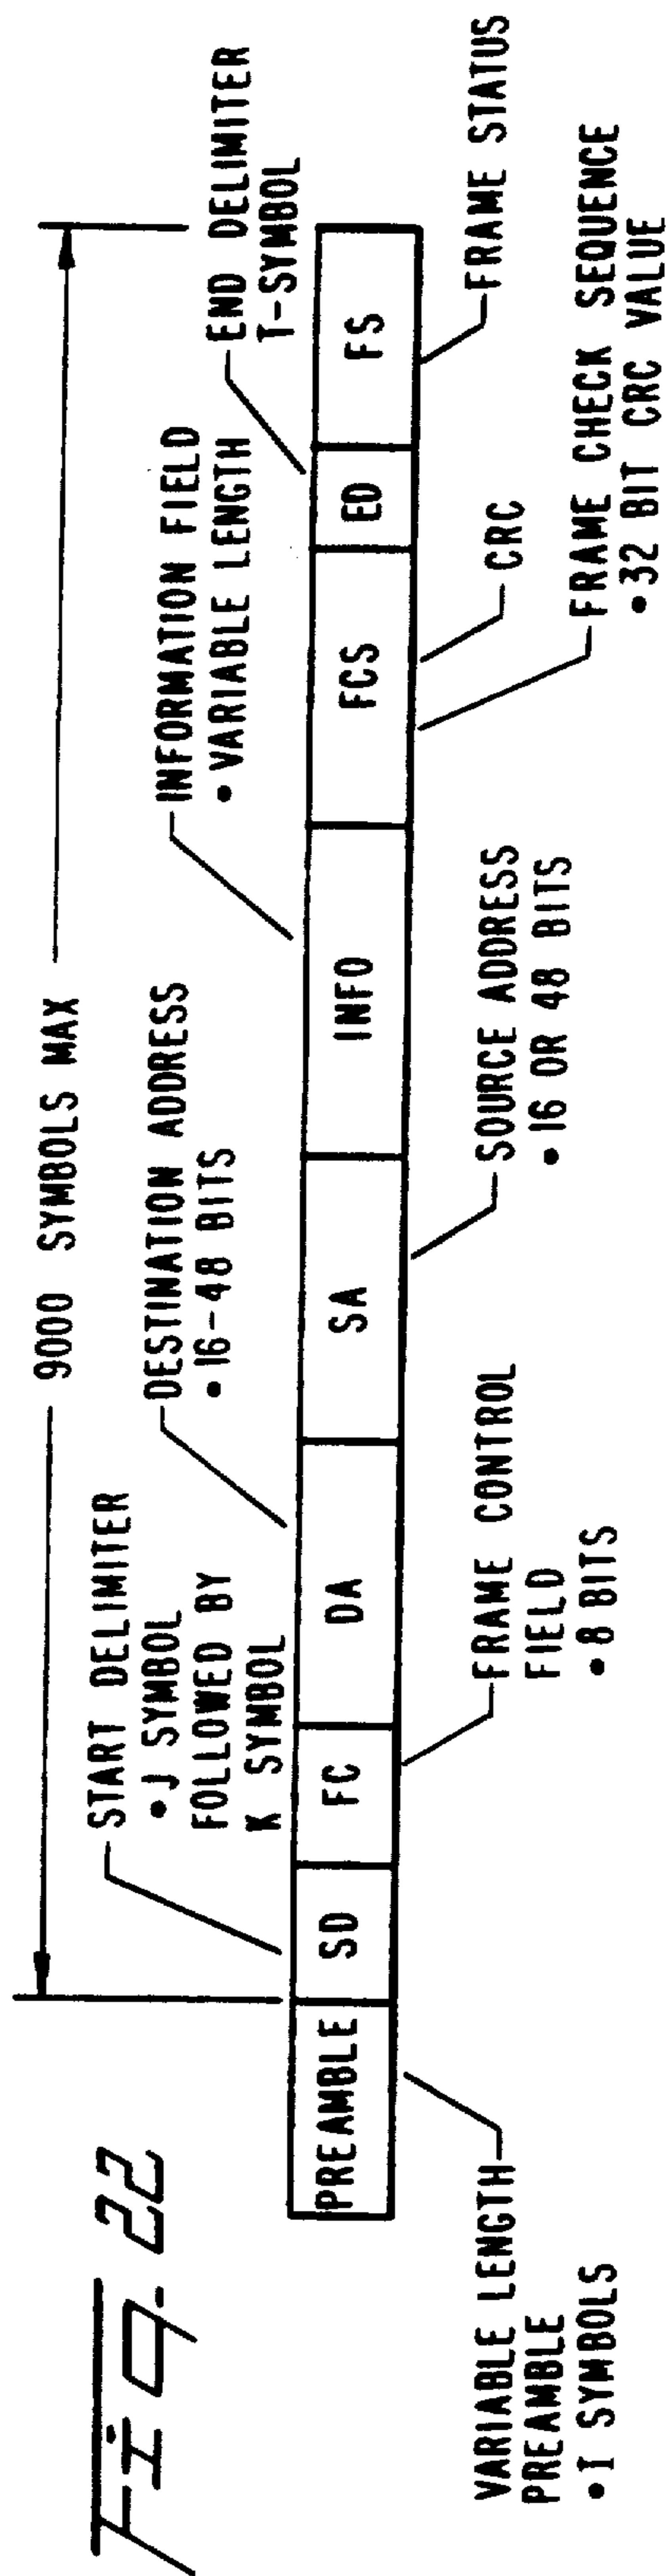 Fig. 22
9000 SYMBOLS MAX
START DELIMITER
• J SYMBOL
FOLLOWED BY
K SYMBOL
DESTINATION ADDRESS
• 16-48 BITS
INFORMATION FIELD
• VARIABLE LENGTH
END DELIMITER
T-SYMBOL
PREAMBLE
SD
FC
DA
SA
INFO
FCS
ED
FS
VARIABLE LENGTH
PREAMBLE
• I SYMBOLS
FRAME CONTROL
FIELD
• 8 BITS
SOURCE ADDRESS
• 16 OR 48 BITS
CRC
FRAME CHECK SEQUENCE
• 32 BIT CRC VALUE
FRAME STATUS